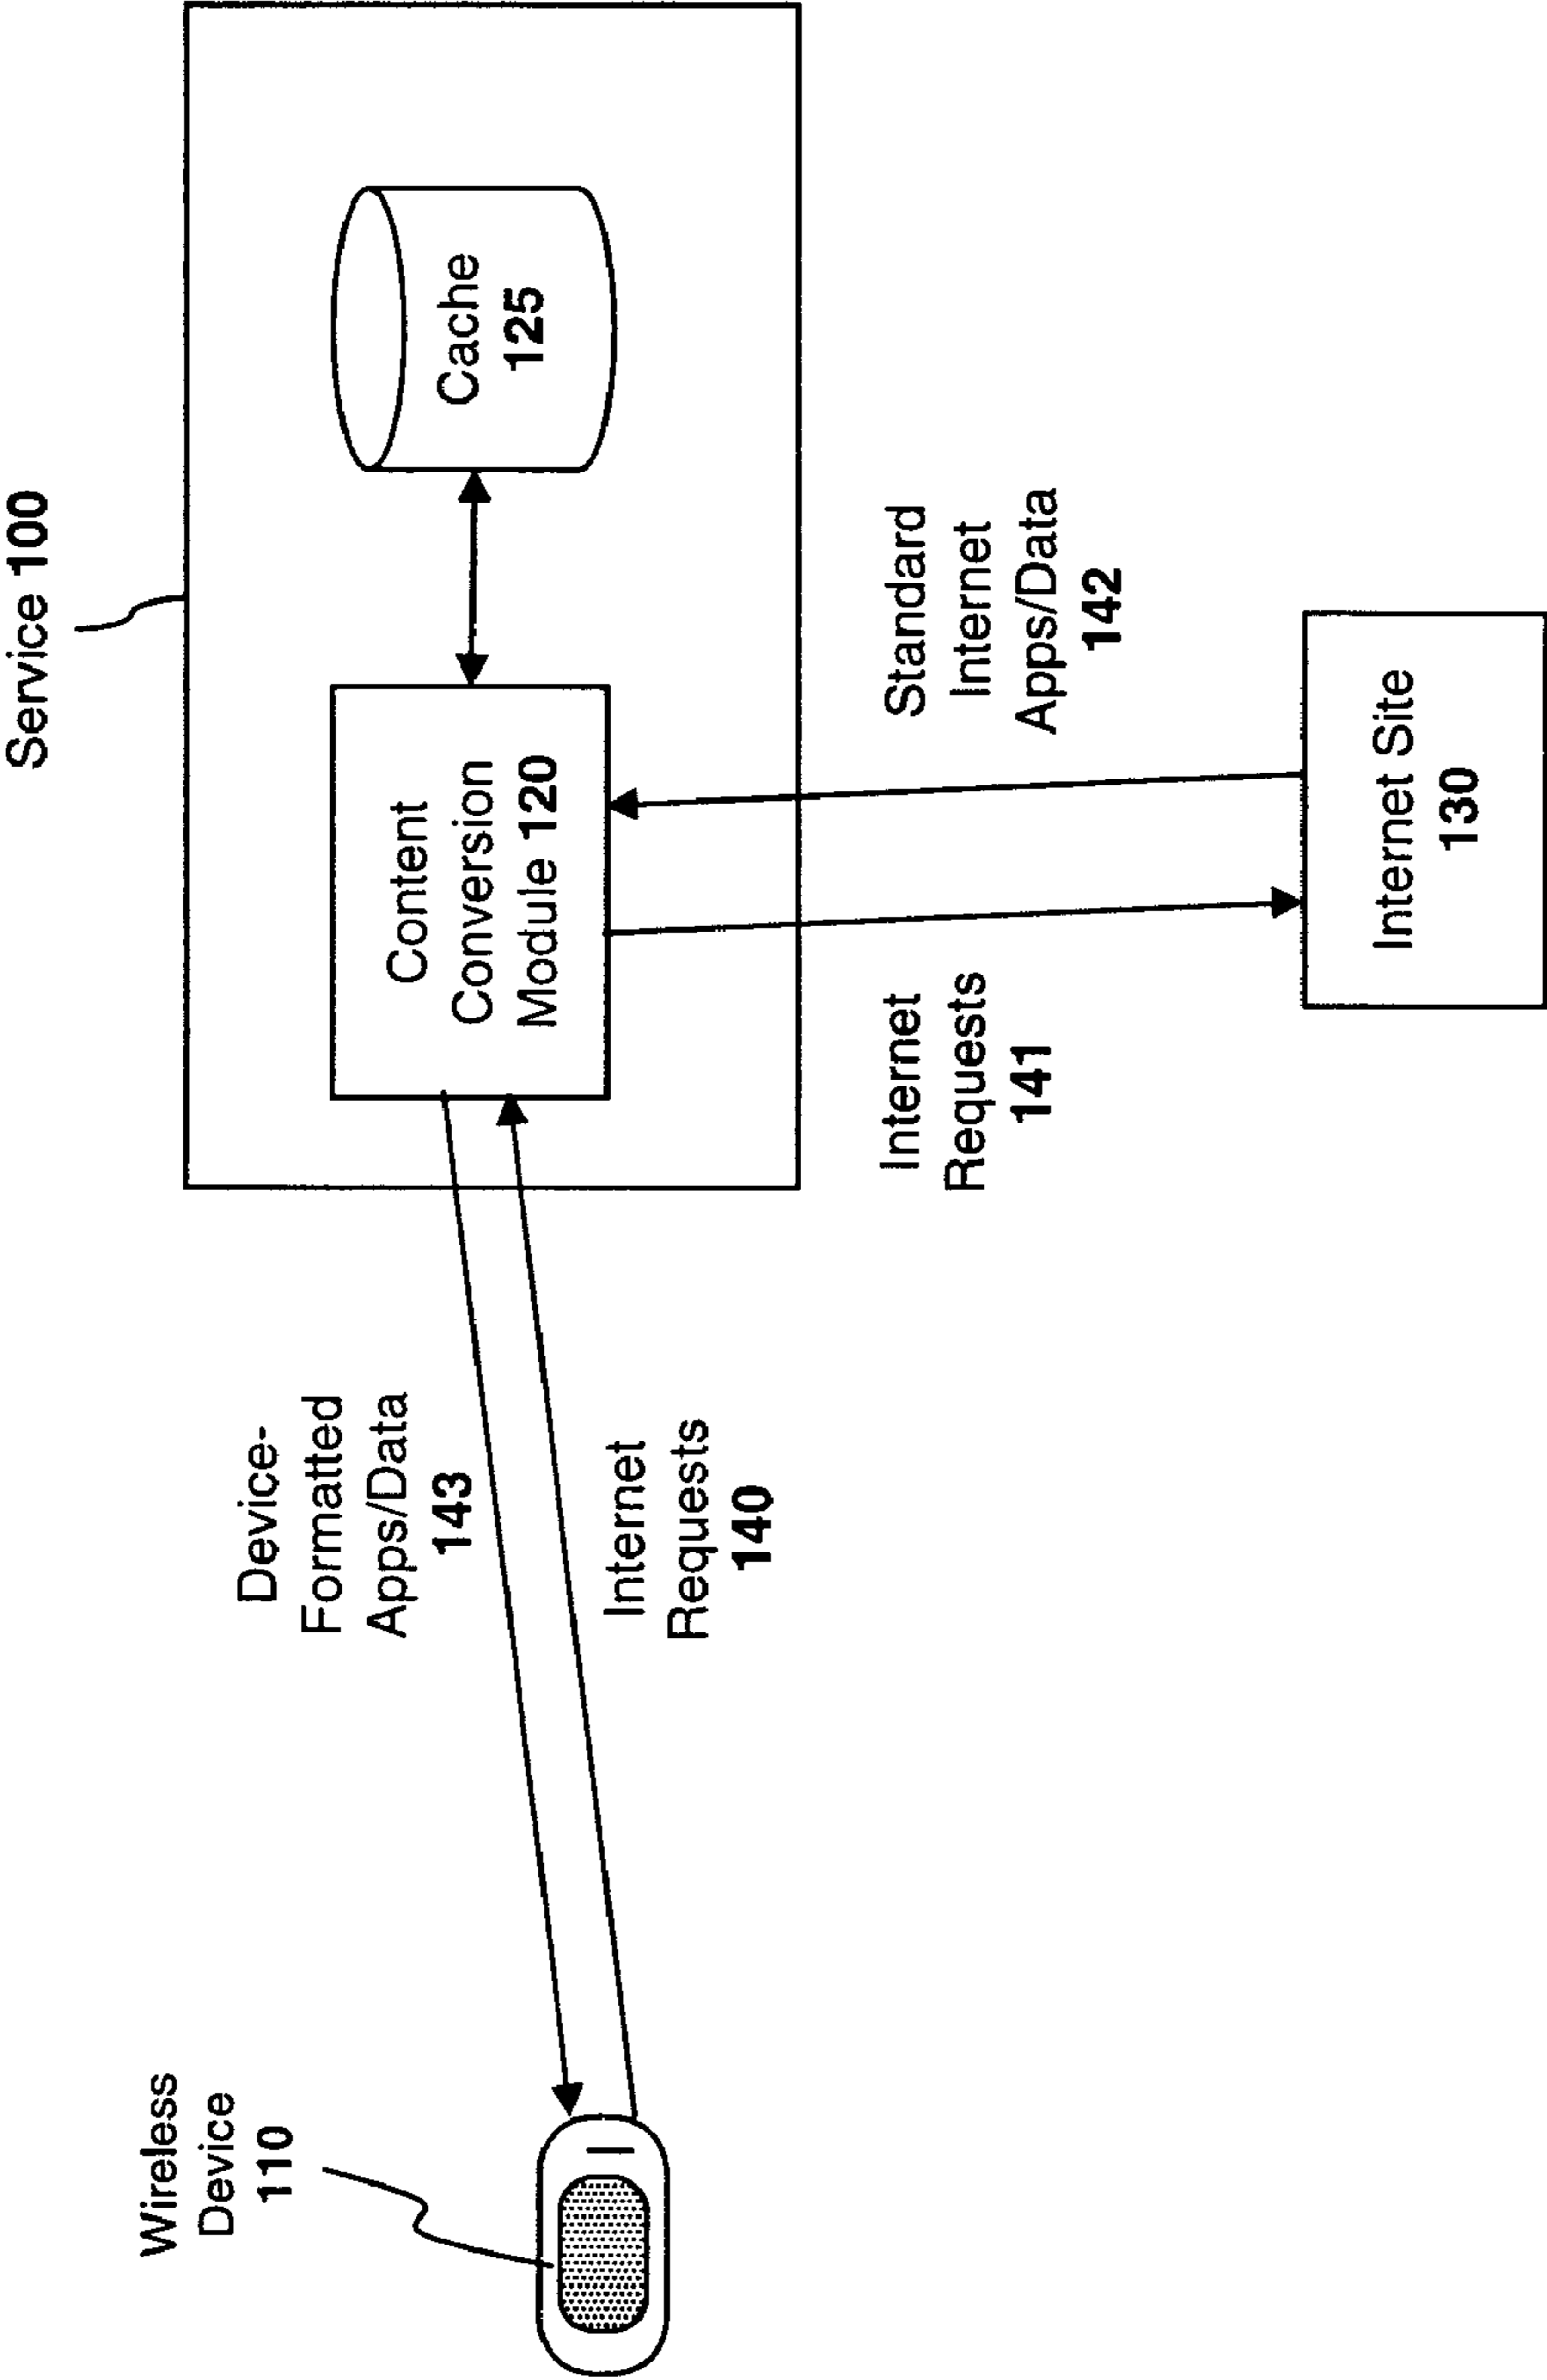 Service 100
Wireless
Device
110
Device-
Formatted
Apps/Data
143
Internet
Requests
140
Content
Conversion
Module 120
Cache
125
Internet
Requests
141
Standard
Internet
Apps/Data
142
Internet Site
130